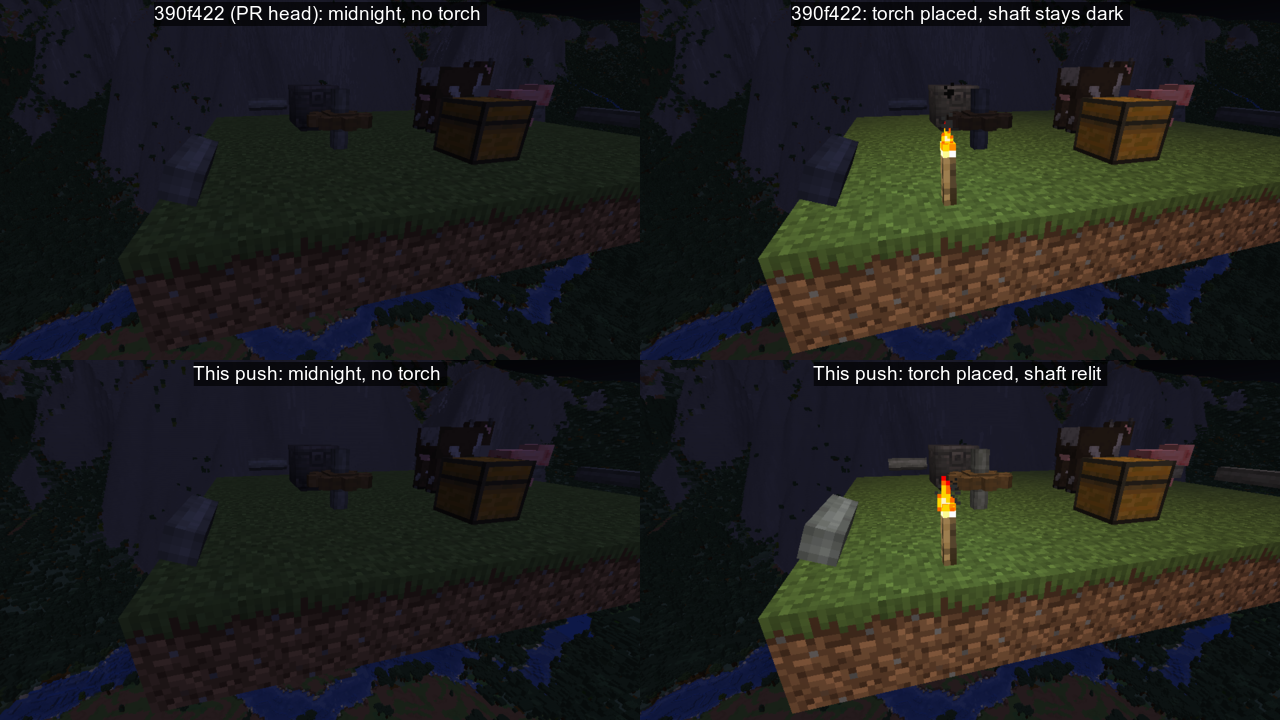 390f422 (PR head): midnight, no torch
390f422: torch placed, shaft stays dark
This push: midnight, no torch
This push: torch placed, shaft relit